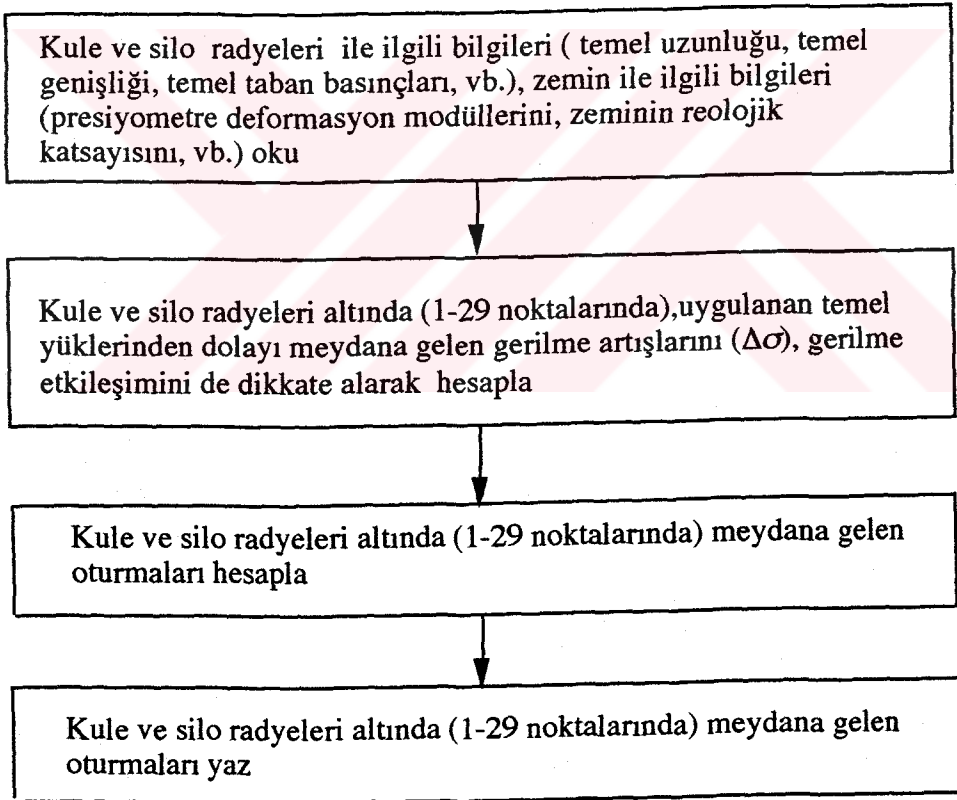 Kule ve silo radyeleri ile ilgili bilgileri ( temel uzunluğu, temel
genişliği, temel taban basınçları, vb.), zemin ile ilgili bilgileri
(presiyometre deformasyon modüllerini, zeminin reolojik
katsayısını, vb.) oku
Kule ve silo radyeleri altında (1-29 noktalarında),uygulanan temel
yüklerinden dolayı meydana gelen gerilme artışlarını (Δσ), gerilme
etkileşimini de dikkate alarak hesapla
Kule ve silo radyeleri altında (1-29 noktalarında) meydana gelen
oturmaları hesapla
Kule ve silo radyeleri altında (1-29 noktalarında) meydana gelen
oturmaları yaz